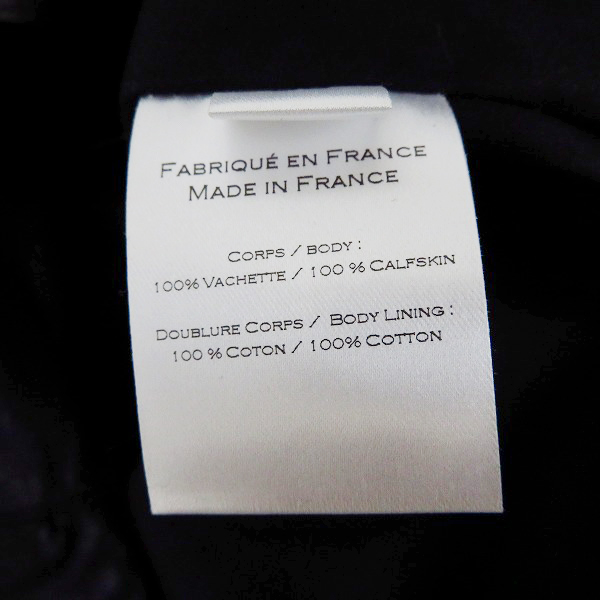 FABRIQUÉ EN FRANCE
MADE IN FRANCE
CORPS / BODY :
100% VACHETTE / 100 % CALFSKIN
DOUBLURE CORPS / BODY LINING :
100 % COTON / 100% COTTON